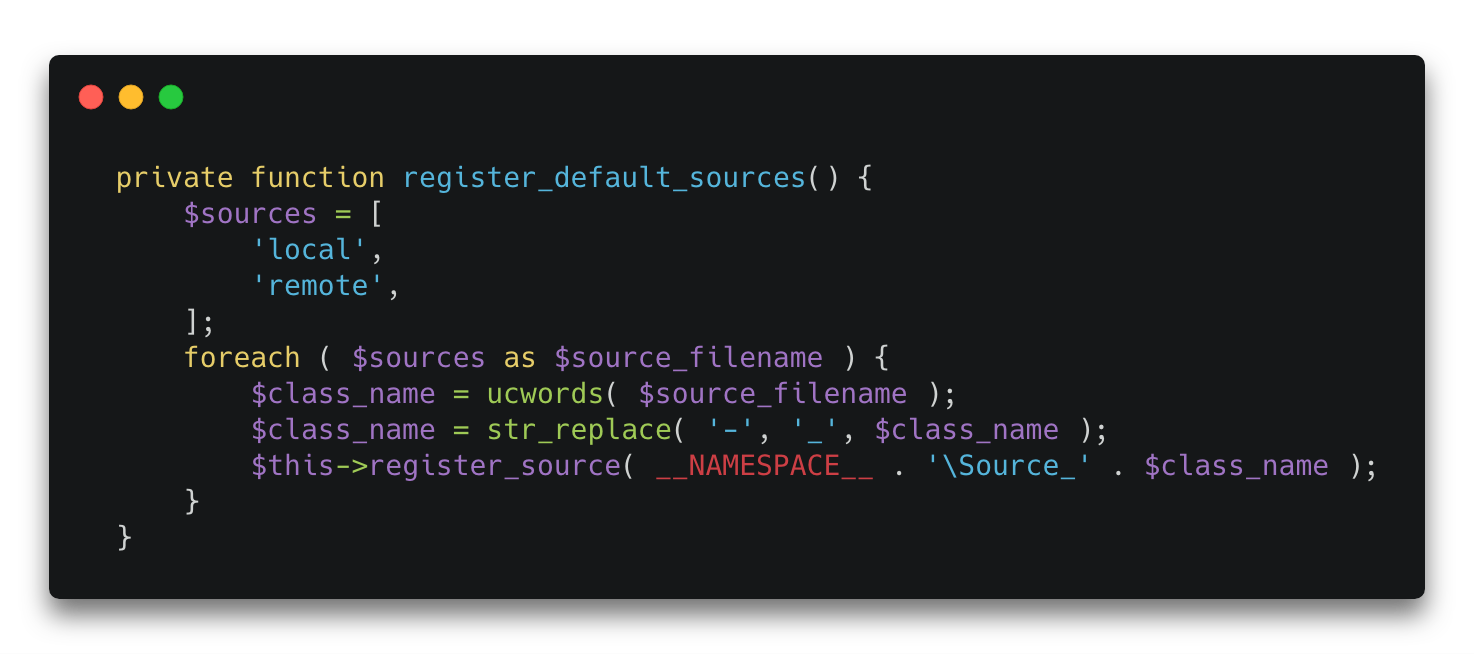 private function register_default_sources() {
    $sources = [
        'local',
        'remote',
    ];
    foreach ( $sources as $source_filename ) {
        $class_name = ucwords( $source_filename );
        $class_name = str_replace( '-', '_', $class_name );
        $this->register_source( __NAMESPACE__ . '\Source_' . $class_name );
    }
}